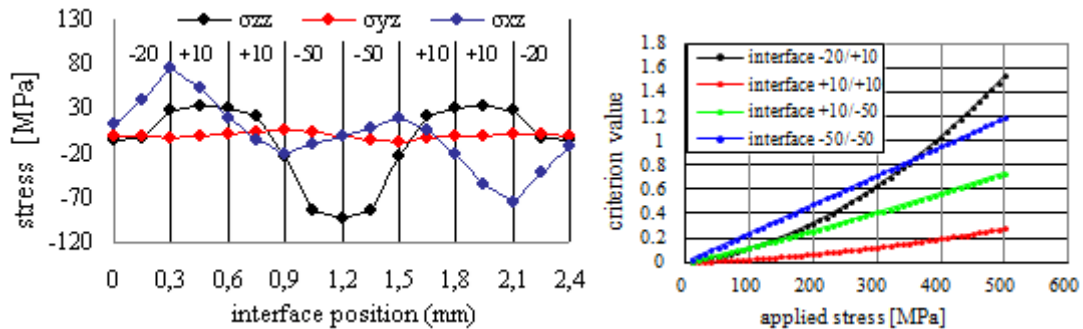 σzz σyz σxz
-20 +10 +10 -50 -50 +10 +10 -20
stress [MPa]
130
80
30
-20
-70
-120
0 0,3 0,6 0,9 1,2 1,5 1,8 2,1 2,4
interface position (mm)
criterion value
1.8
1.6
1.4
1.2
1
0.8
0.6
0.4
0.2
0
interface -20/+10
interface +10/+10
interface +10/-50
interface -50/-50
0 100 200 300 400 500 600
applied stress [MPa]